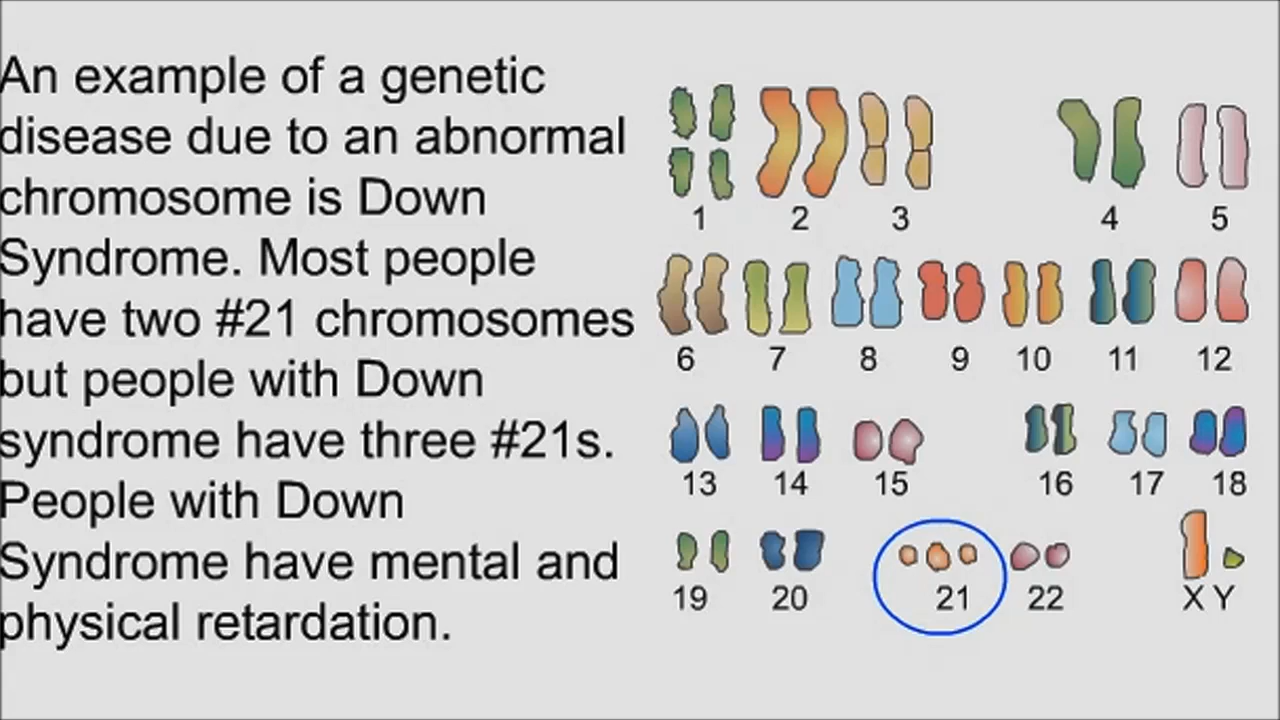 An example of a genetic
disease due to an abnormal
chromosome is Down
Syndrome. Most people
have two #21 chromosomes
but people with Down
syndrome have three #21s.
People with Down
Syndrome have mental and
physical retardation.
1 2 3 4 5
6 7 8 9 10 11 12
13 14 15 16 17 18
19 20 21 22 X Y